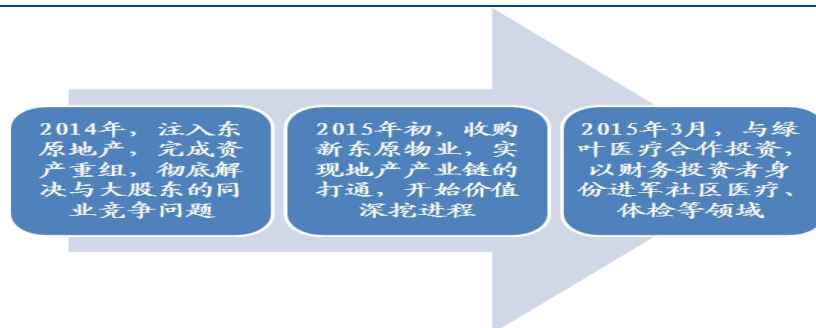 2014年，注入东
原地产，完成资
产重组，彻底解
决与大股东的同
业竞争问题
2015年初，收购
新东原物业，实
现地产产业链的
打通，开始价值
深挖进程
2015年3月，与绿
叶医疗合作投资，
以财务投资者身
份进军社区医疗、
体检等领域